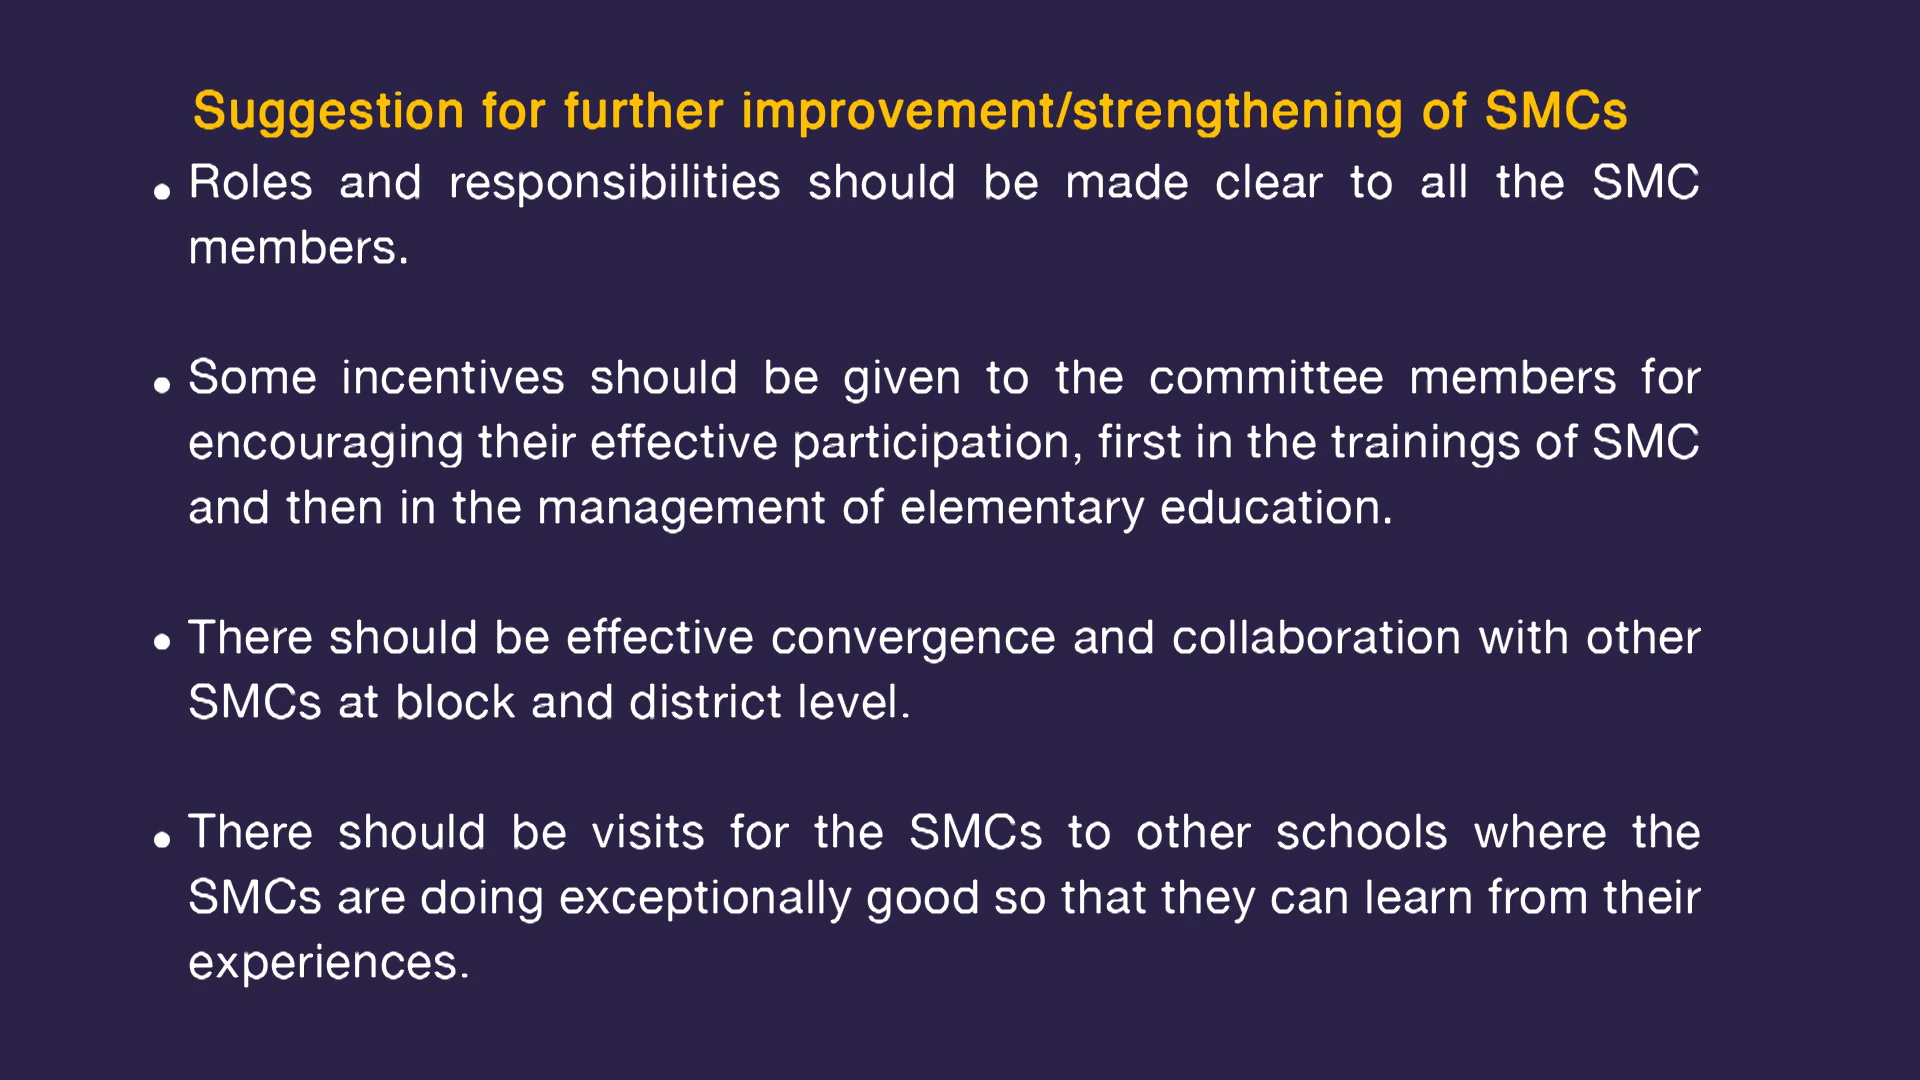 Suggestion for further improvement/strengthening of SMCs
• Roles and responsibilities should be made clear to all the SMC
members.
• Some incentives should be given to the committee members for
encouraging their effective participation, first in the trainings of SMC
and then in the management of elementary education.
• There should be effective convergence and collaboration with other
SMCs at block and district level.
• There should be visits for the SMCs to other schools where the
SMCs are doing exceptionally good so that they can learn from their
experiences.